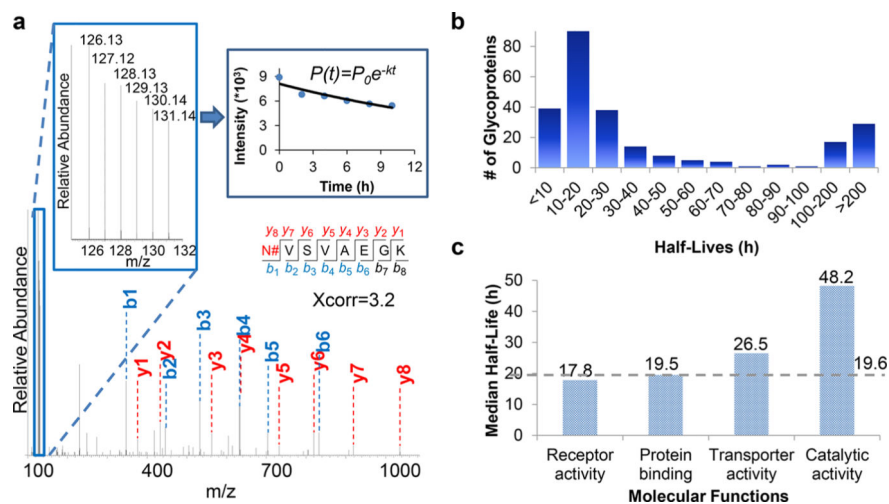 a
Relative Abundance
126.13
127.12
128.13
129.13
130.14
131.14
126 128 130 132
m/z
P(t)=P₀e^-kt
Intensity (*10³)
9
6
3
0
0 3 6 9 12
Time (h)
y₈ y₇ y₆ y₅ y₄ y₃ y₂ y₁
N# V S V A E G K
b₁ b₂ b₃ b₄ b₅ b₆ b₇ b₈
Xcorr=3.2
Relative Abundance
b1 y1 y2 b2 b3 y3 y4 b4 b5 y5 y6 b6 y7 y8
100 400 700 1000
m/z
b
# of Glycoproteins
80
60
40
20
0
<10 10-20 20-30 30-40 40-50 50-60 60-70 70-80 80-90 90-100 100-200 >200
Half-Lives (h)
c
Median Half-Life (h)
50
40
30
20
10
0
17.8 19.5 26.5 48.2
19.6
Receptor activity
Protein binding
Transporter activity
Catalytic activity
Molecular Functions